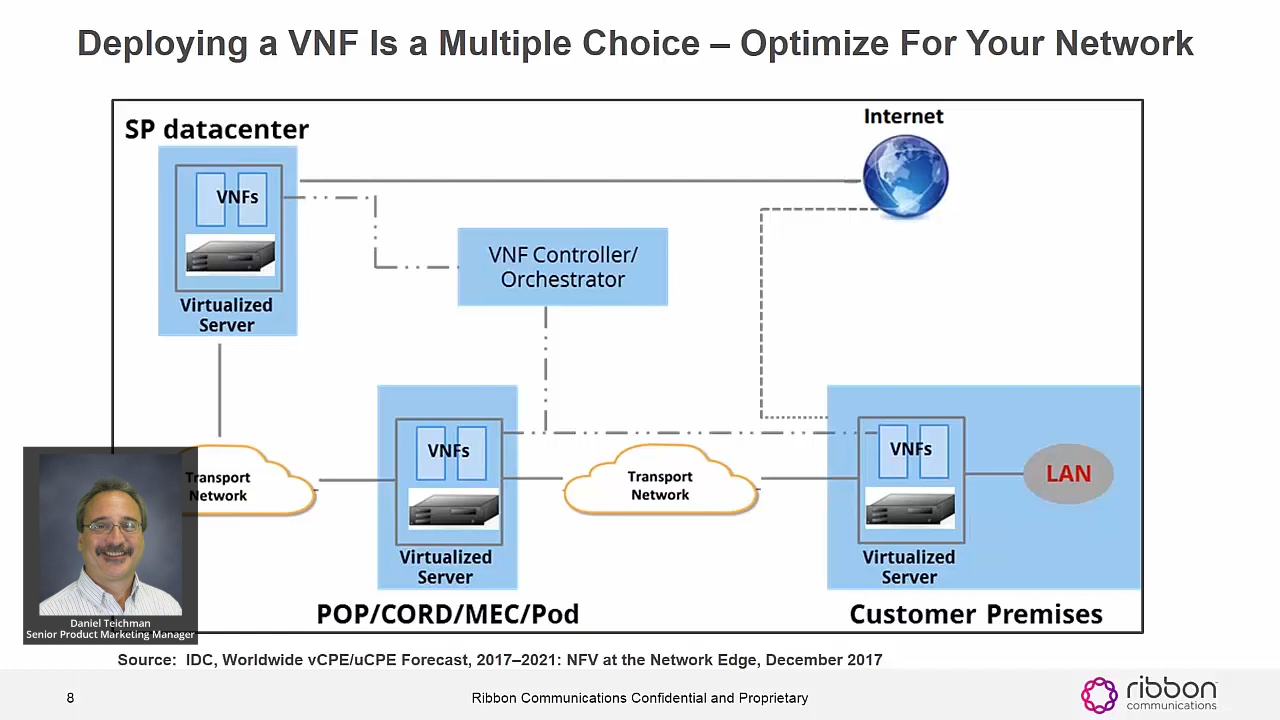 Deploying a VNF Is a Multiple Choice – Optimize For Your Network
SP datacenter
Internet
VNFs
Virtualized
Server
VNF Controller/
Orchestrator
Transport
Network
VNFs
Virtualized
Server
POP/CORD/MEC/Pod
Transport
Network
VNFs
Virtualized
Server
LAN
Customer Premises
Daniel Teichman
Senior Product Marketing Manager
Source: IDC, Worldwide vCPE/uCPE Forecast, 2017–2021: NFV at the Network Edge, December 2017
8
Ribbon Communications Confidential and Proprietary
ribbon
communications